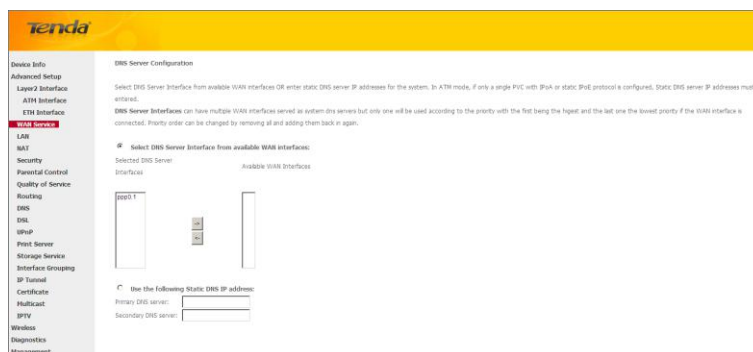 Tenda
Device Info
Advanced Setup
Layer2 Interface
ATM Interface
ETH Interface
WAN Service
LAN
NAT
Security
Parental Control
Quality of Service
Routing
DNS
DSL
UPnP
Print Server
Storage Service
Interface Grouping
IP Tunnel
Certificate
Multicast
IPTV
Wireless
Diagnostics
Management
DNS Server Configuration
Select DNS Server Interface from available WAN interfaces OR enter static DNS server IP addresses for the system. In ATM mode, if only a single PVC with IPoA or static IPoE protocol is configured, Static DNS server IP addresses must
entered.
DNS Server Interfaces can have multiple WAN interfaces served as system dns servers but only one will be used according to the priority with the first being the higest and the last one the lowest priority if the WAN interface is
connected. Priority order can be changed by removing all and adding them back in again.
Select DNS Server Interface from available WAN interfaces:
Selected DNS Server
Interfaces
Available WAN Interfaces
ppp0.1
->
<-
Use the following Static DNS IP address:
Primary DNS server:
Secondary DNS server: